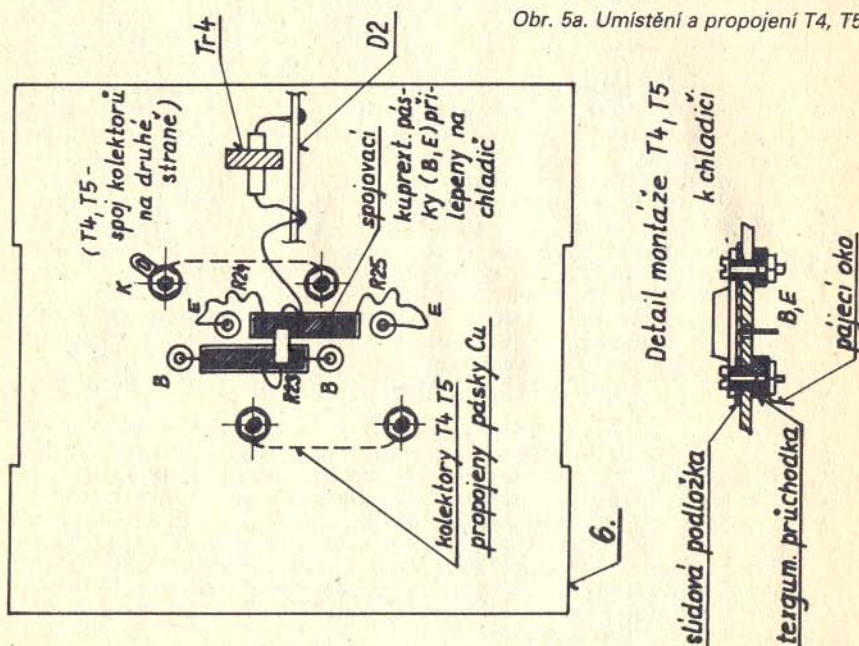 Obr. 5a. Umístění a propojení T4, T5
Tr4
D2
(T4, T5 -
spoj kolektorů
na druhé
straně)
spojovací
kuprext. pás-
ky (B, E) při-
lepeny na
chladič
K
R24
R25
E
E
B
B
R23
kolektory T4 T5
propojeny pásky Cu
6.
Detail montáže T4, T5
k chladiči
B, E
pájecí oko
slídová podložka
tergum. průchodka